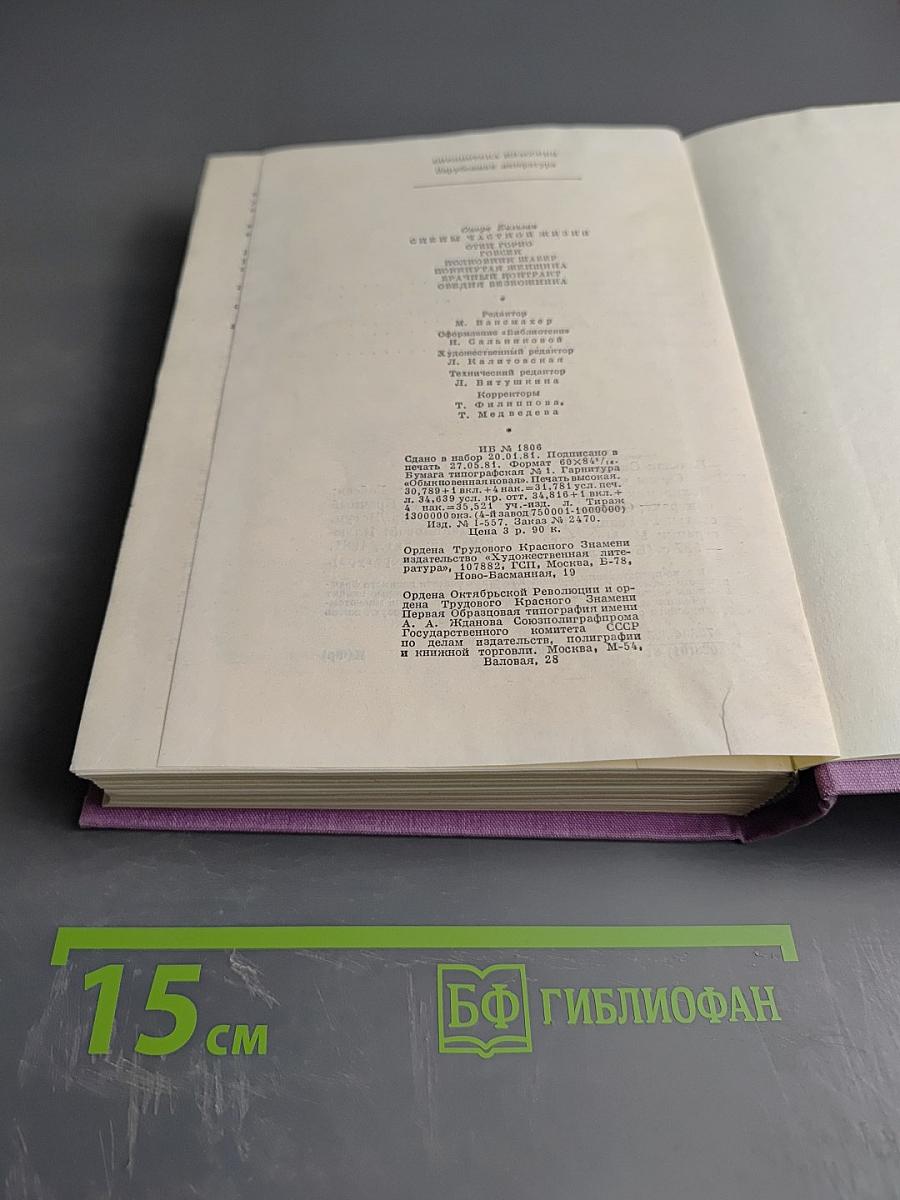 БИБЛИОТЕКА КЛАССИКИ
Зарубежная литература
Оноре Бальзак
СЦЕНЫ ЧАСТНОЙ ЖИЗНИ
ОТЕЦ ГОРИО
ГОБСЕК
ПОЛКОВНИК ШАБЕР
ПОКИНУТАЯ ЖЕНЩИНА
БРАЧНЫЙ КОНТРАКТ
ОБЕДНЯ БЕЗБОЖНИКА
*
Редактор
М. Ваксмахер
Оформление «Библиотеки»
Н. Сальниковой
Художественный редактор
Л. Калитовская
Технический редактор
Л. Витушкина
Корректоры
Т. Филиппова,
Т. Медведева
*
ИБ № 1806
Сдано в набор 20.01.81. Подписано в
печать 27.05.81. Формат 60×84¹/₁₆.
Бумага типографская № 1. Гарнитура
«Обыкновенная новая». Печать высокая.
30,789+1 вкл.+4 нак.=31,781 усл. печ.
л. 34,639 усл. кр. отт. 34,816+1 вкл.+
4 нак.=35,521 уч.-изд. л. Тираж
1300000 экз. (4-й завод 750001-1000000)
Изд. № I-557. Заказ № 2470.
Цена 3 р. 90 к.
Ордена Трудового Красного Знамени
издательство «Художественная лите-
ратура», 107882, ГСП, Москва, Б-78,
Ново-Басманная, 19
Ордена Октябрьской Революции и ор-
дена Трудового Красного Знамени
Первая Образцовая типография имени
А. А. Жданова Союзполиграфпрома
Государственного комитета СССР
по делам издательств, полиграфии
и книжной торговли. Москва, М-54,
Валовая, 28
15 см
БФ ГИБЛИОФАН